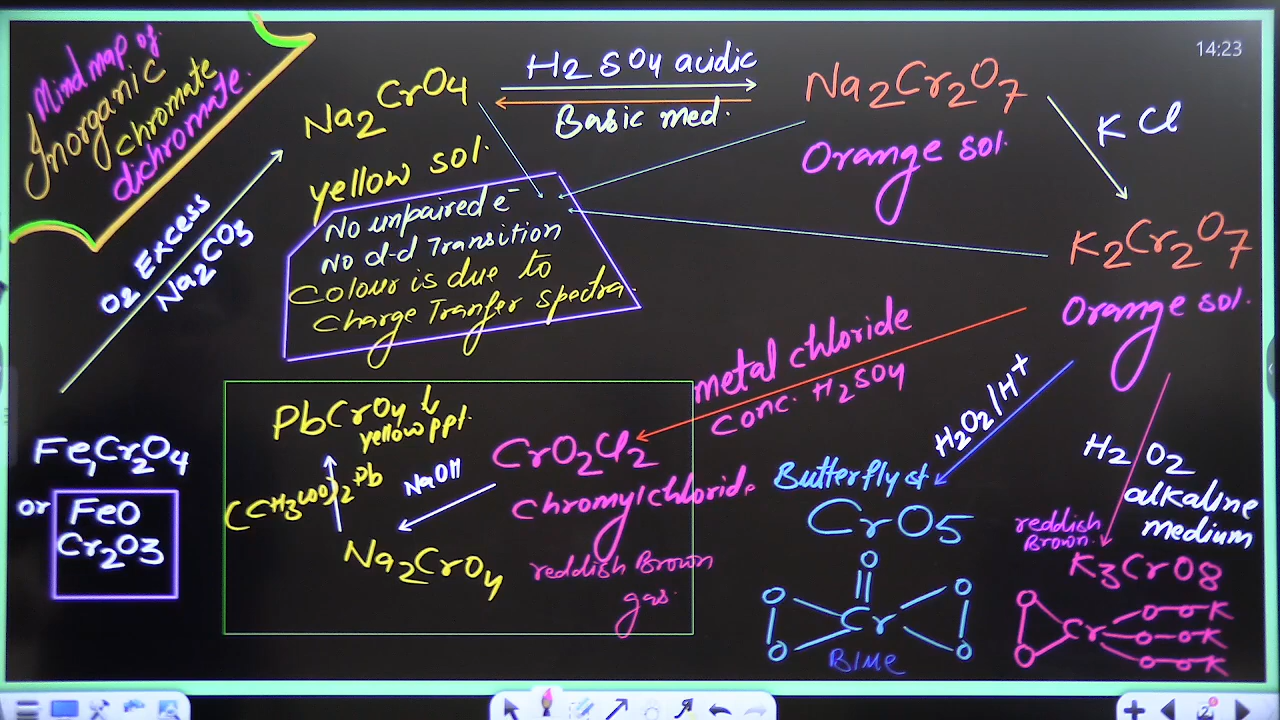 Mind map of
Inorganic
chromate
dichromate.
14:23
Na2CrO4
yellow sol.
H2SO4 acidic
Basic med.
Na2Cr2O7
Orange sol.
KCl
K2Cr2O7
Orange sol.
O2 Excess
Na2CO3
No unpaired e⁻
No d-d Transition
Colour is due to
Charge Tranfer spectra.
FeCr2O4
or
FeO
Cr2O3
metal chloride
conc. H2SO4
CrO2Cl2
chromylchloride
reddish Brown
gas.
NaOH
Na2CrO4
(CH3COO)2Pb
PbCrO4 ↓
yellow ppt.
H2O2/H+
Butterfly st
CrO5
O
O O
Cr
O O
Blue
H2O2
alkaline
medium
reddish
Brown.
K3CrO8
O O-O-K
Cr O-O-K
O O-O-K